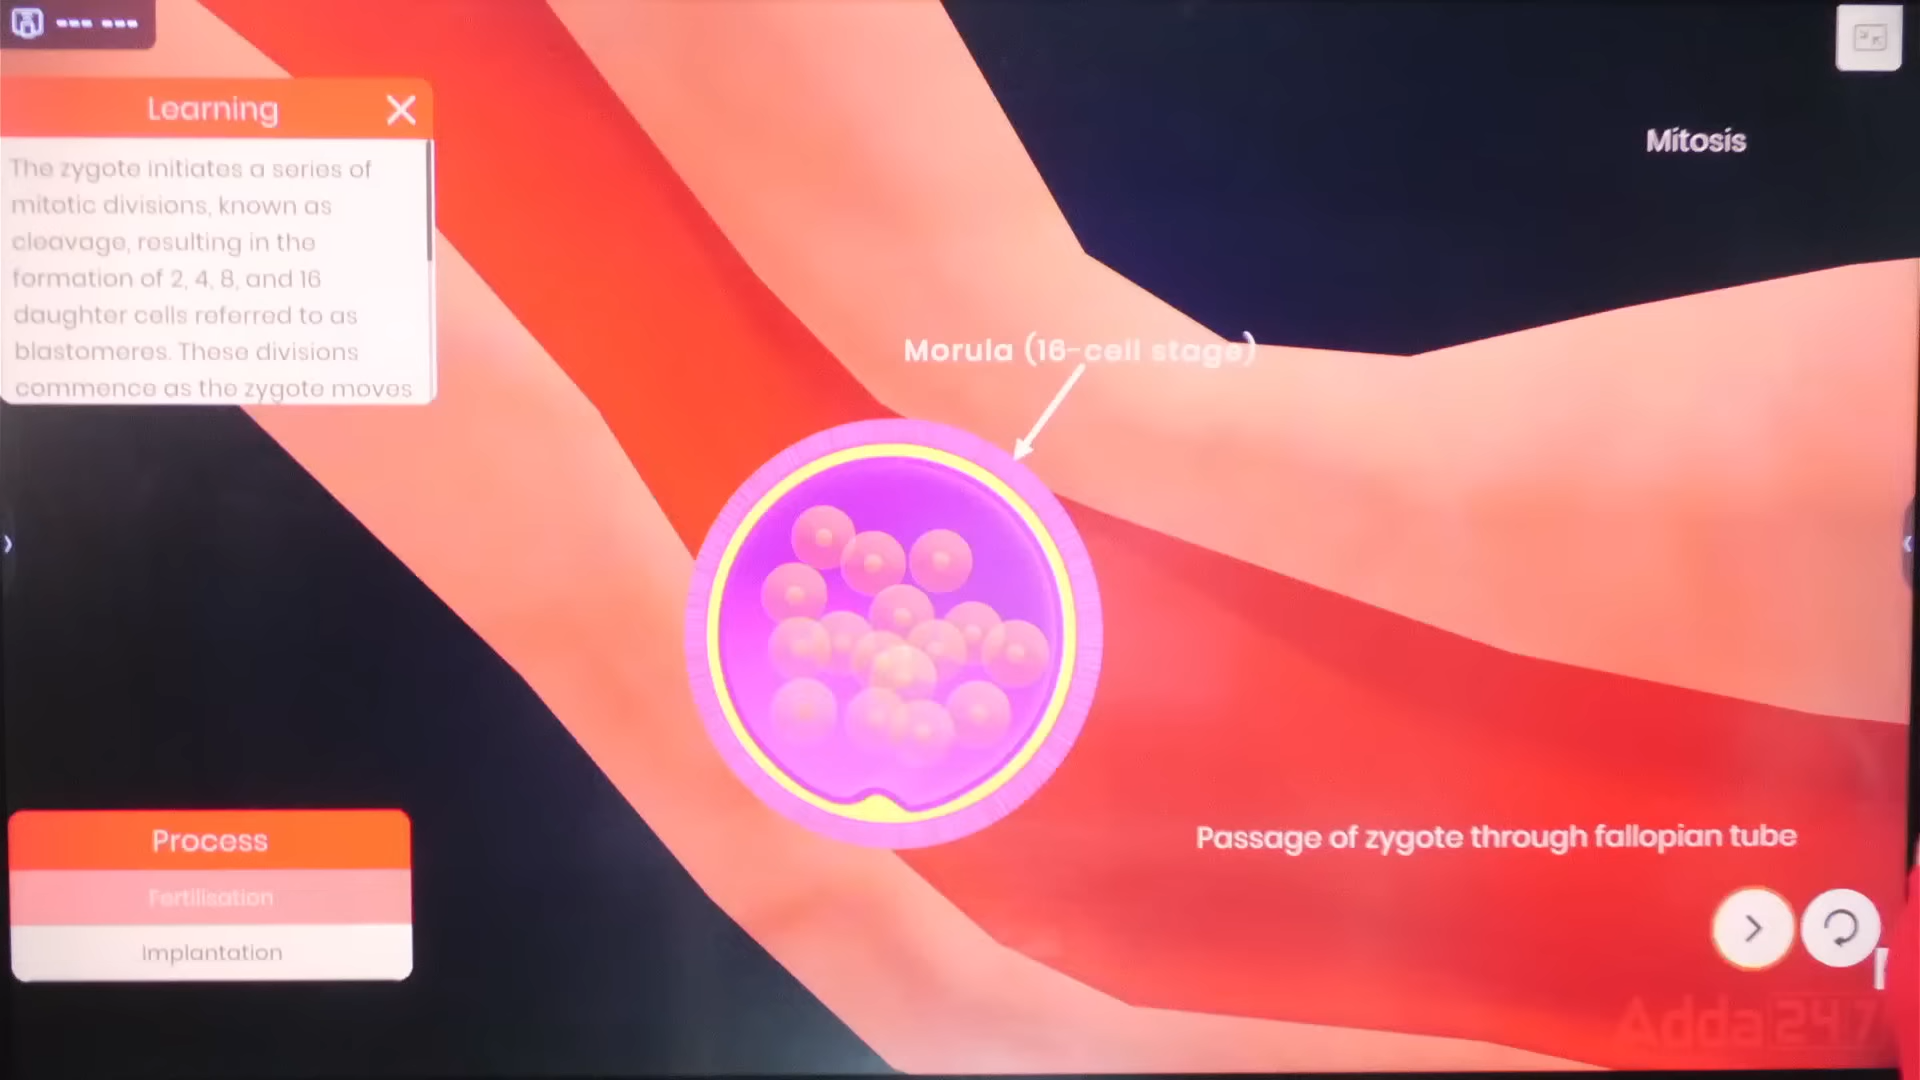 Learning
The zygote initiates a series of
mitotic divisions, known as
cleavage, resulting in the
formation of 2, 4, 8, and 16
daughter cells referred to as
blastomeres. These divisions
commence as the zygote moves
Mitosis
Morula (16-cell stage)
Passage of zygote through fallopian tube
Process
Fertilisation
Implantation
Adda247